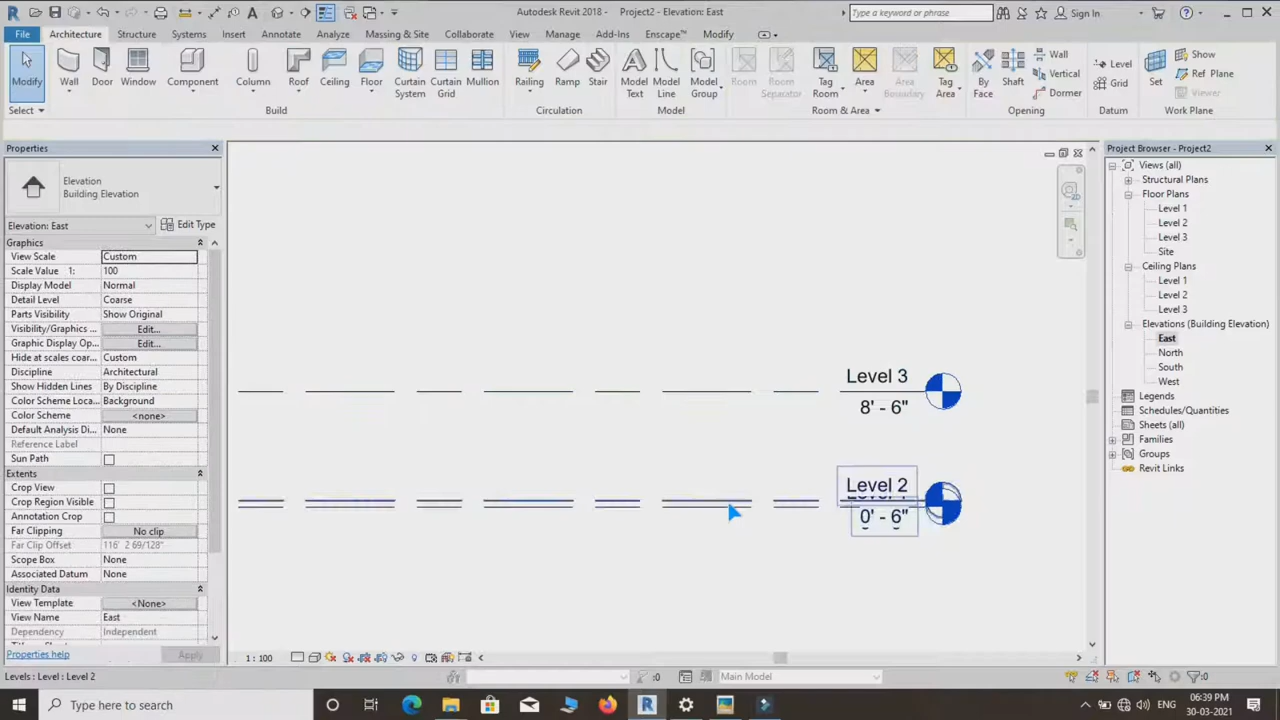 Autodesk Revit 2018 - Project2 - Elevation: East
Type a keyword or phrase
Sign In
File Architecture Structure Systems Insert Annotate Analyze Massing & Site Collaborate View Manage Add-Ins Enscape™ Modify
Modify Wall Door Window Component Column Roof Ceiling Floor Curtain System Curtain Grid Mullion Railing Ramp Stair Model Text Model Line Model Group Room Room Separator Tag Room Area Area Boundary Tag Area By Face Shaft Wall Vertical Dormer Level Grid Set Show Ref Plane Viewer
Select Build Circulation Model Room & Area Opening Datum Work Plane
Properties
Elevation
Building Elevation
Elevation: East Edit Type
Graphics
View Scale Custom
Scale Value 1: 100
Display Model Normal
Detail Level Coarse
Parts Visibility Show Original
Visibility/Graphics ... Edit...
Graphic Display Op... Edit...
Hide at scales coar... Custom
Discipline Architectural
Show Hidden Lines By Discipline
Color Scheme Loca... Background
Color Scheme <none>
Default Analysis Di... None
Reference Label
Sun Path
Extents
Crop View
Crop Region Visible
Annotation Crop
Far Clipping No clip
Far Clip Offset 116' 2 69/128"
Scope Box None
Associated Datum None
Identity Data
View Template <None>
View Name East
Dependency Independent
Properties help Apply
Level 3
8' - 6"
Level 2
0' - 6"
2D
Project Browser - Project2
Views (all)
Structural Plans
Floor Plans
Level 1
Level 2
Level 3
Site
Ceiling Plans
Level 1
Level 2
Level 3
Elevations (Building Elevation)
East
North
South
West
Legends
Schedules/Quantities
Sheets (all)
Families
Groups
Revit Links
1 : 100
Levels : Level : Level 2
:0 Main Model :0
Type here to search
ENG
06:39 PM
30-03-2021